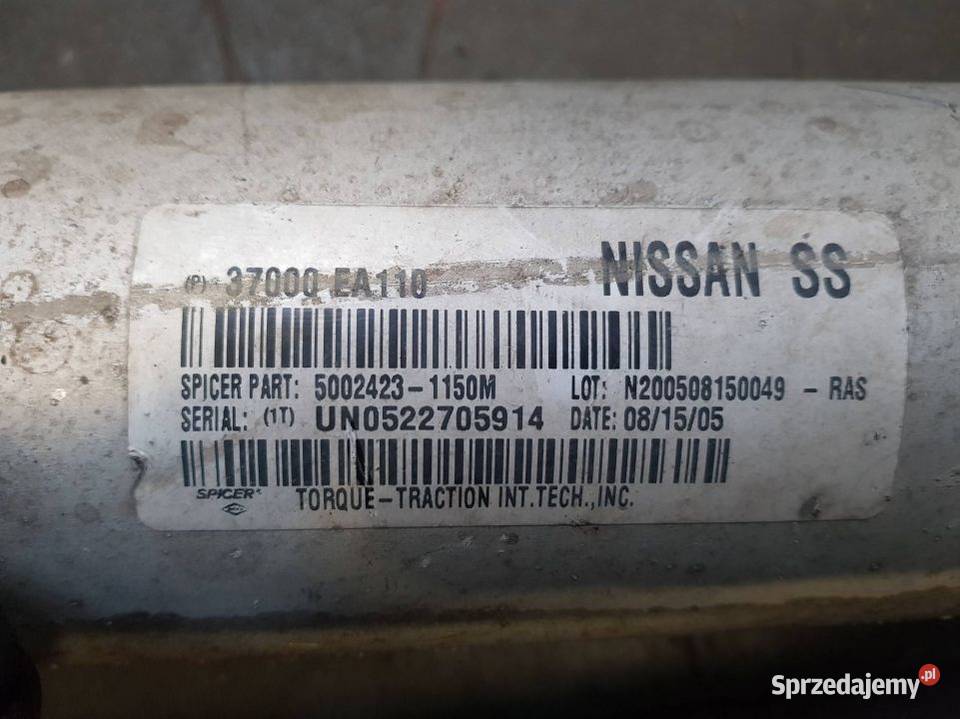 (P) 37000 EA110 NISSAN SS
SPICER PART: 5002423-1150M LOT: N200508150049 - RAS
SERIAL: (1T) UN0522705914 DATE: 08/15/05
SPICER® TORQUE-TRACTION INT.TECH.,INC.
Sprzedajemy.pl